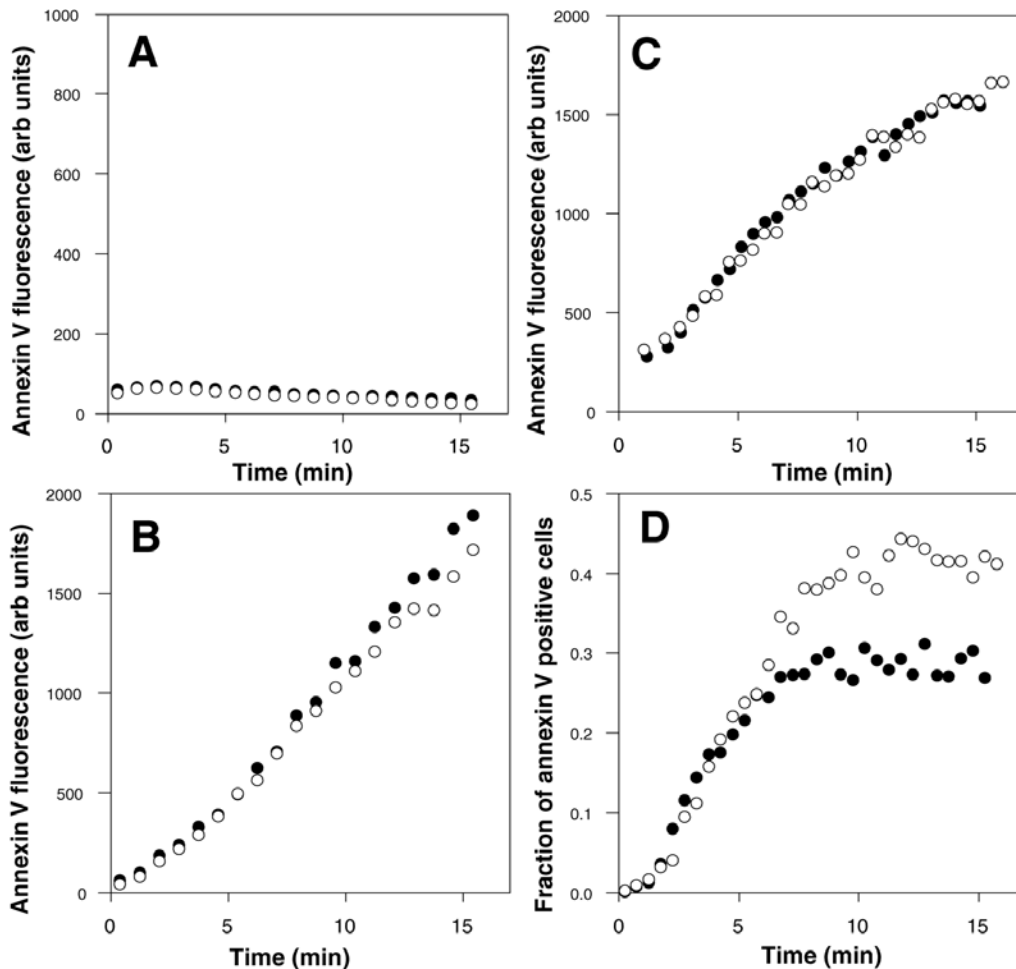 A
Annexin V fluorescence (arb units)
1000
800
600
400
200
0
0 5 10 15
Time (min)
C
Annexin V fluorescence (arb units)
2000
1500
1000
500
0
0 5 10 15
Time (min)
B
Annexin V fluorescence (arb units)
2000
1500
1000
500
0
0 5 10 15
Time (min)
D
Fraction of annexin V positive cells
0.5
0.4
0.3
0.2
0.1
0.0
0 5 10 15
Time (min)